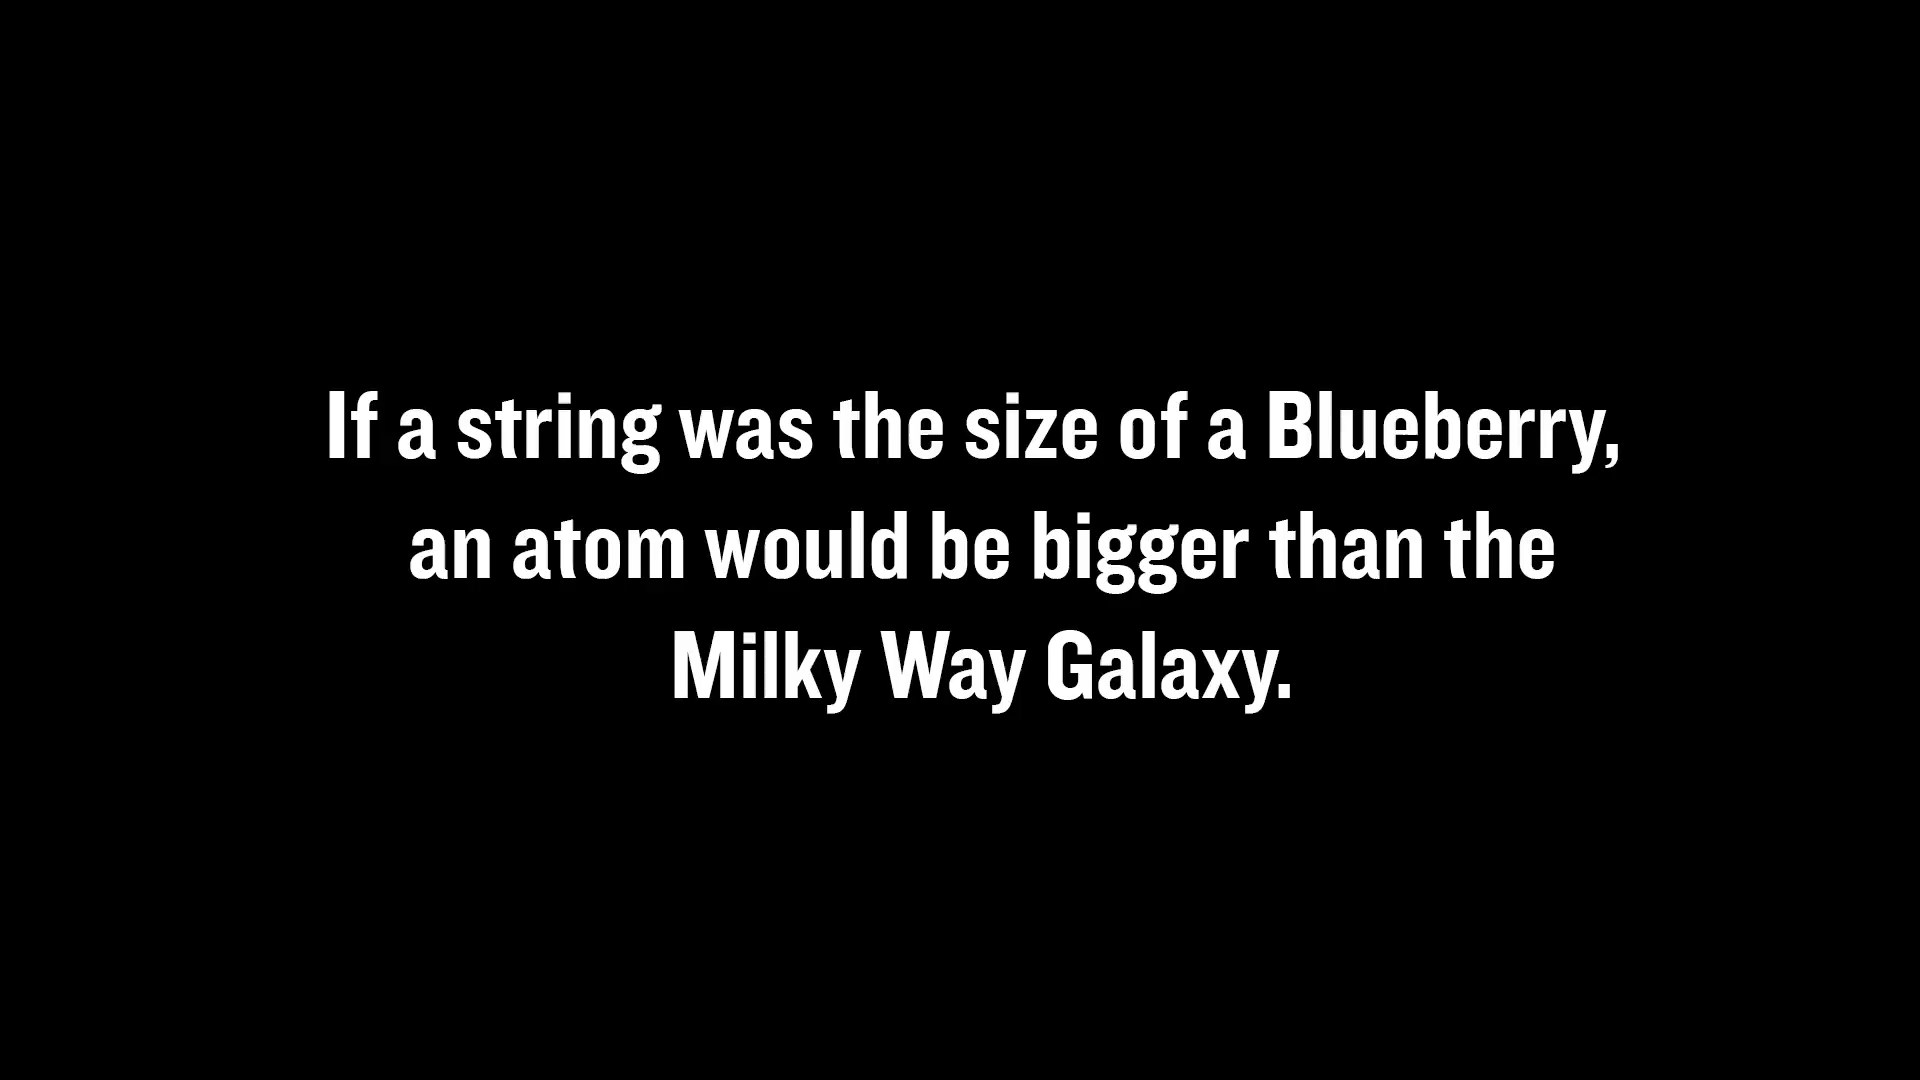 If a string was the size of a Blueberry,
an atom would be bigger than the
Milky Way Galaxy.